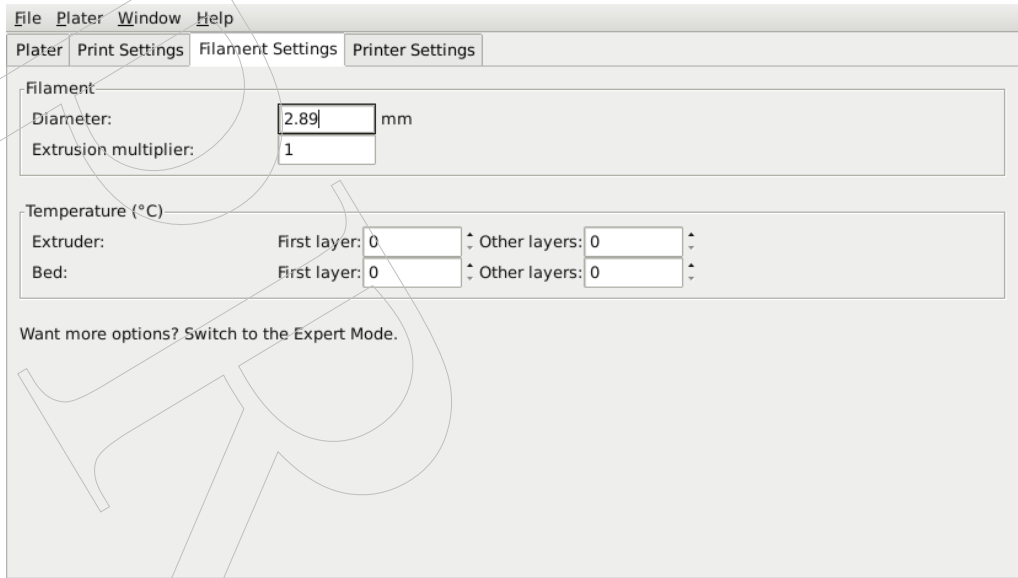 File Plater Window Help
Plater Print Settings Filament Settings Printer Settings
Filament
Diameter: 2.89 mm
Extrusion multiplier: 1
Temperature (°C)
Extruder: First layer: 0 Other layers: 0
Bed: First layer: 0 Other layers: 0
Want more options? Switch to the Expert Mode.